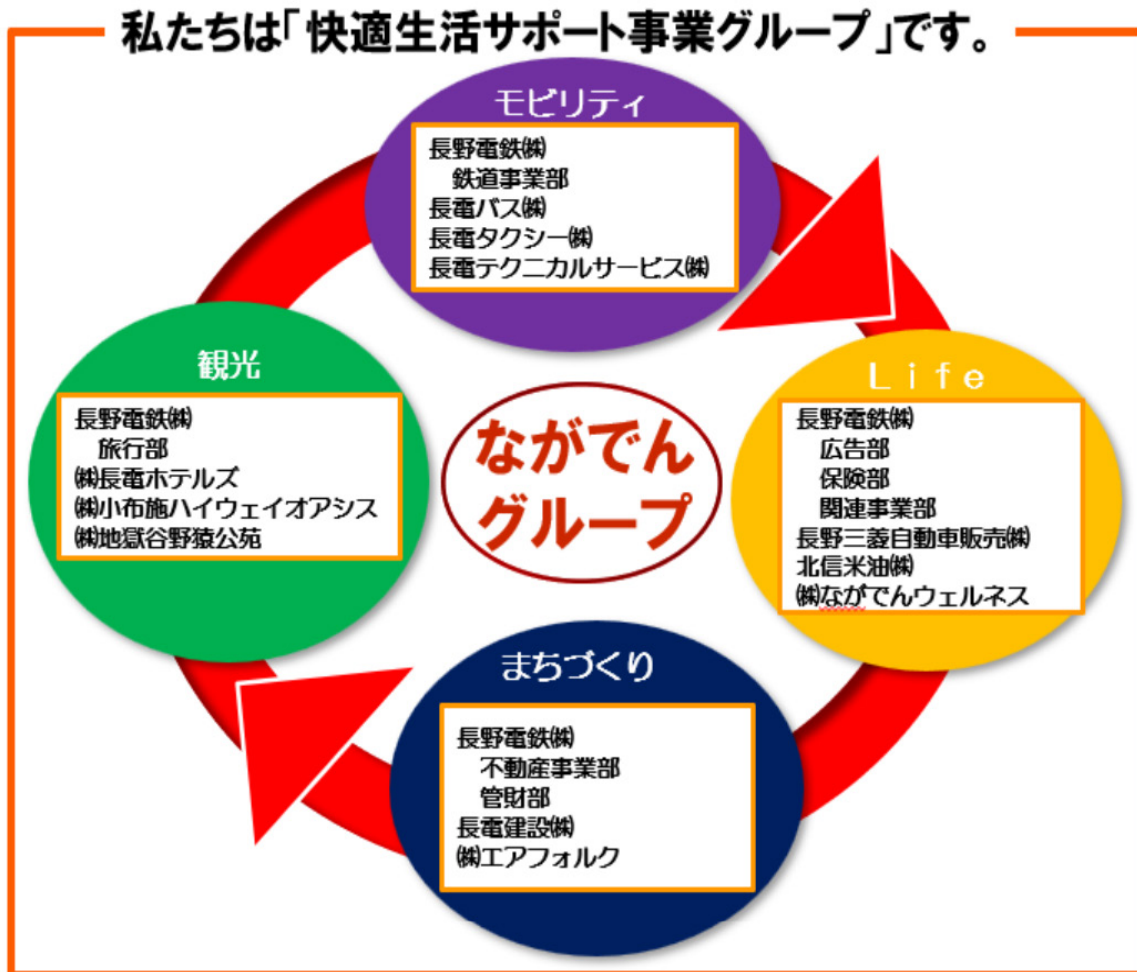 私たちは「快適生活サポート事業グループ」です。
モビリティ
長野電鉄㈱
鉄道事業部
長電バス㈱
長電タクシー㈱
長電テクニカルサービス㈱
観光
長野電鉄㈱
旅行部
㈱長電ホテルズ
㈱小布施ハイウェイオアシス
㈱地獄谷野猿公苑
ながでん
グループ
Life
長野電鉄㈱
広告部
保険部
関連事業部
長野三菱自動車販売㈱
北信米油㈱
㈱ながでんウェルネス
まちづくり
長野電鉄㈱
不動産事業部
管財部
長電建設㈱
㈱エアフォルク